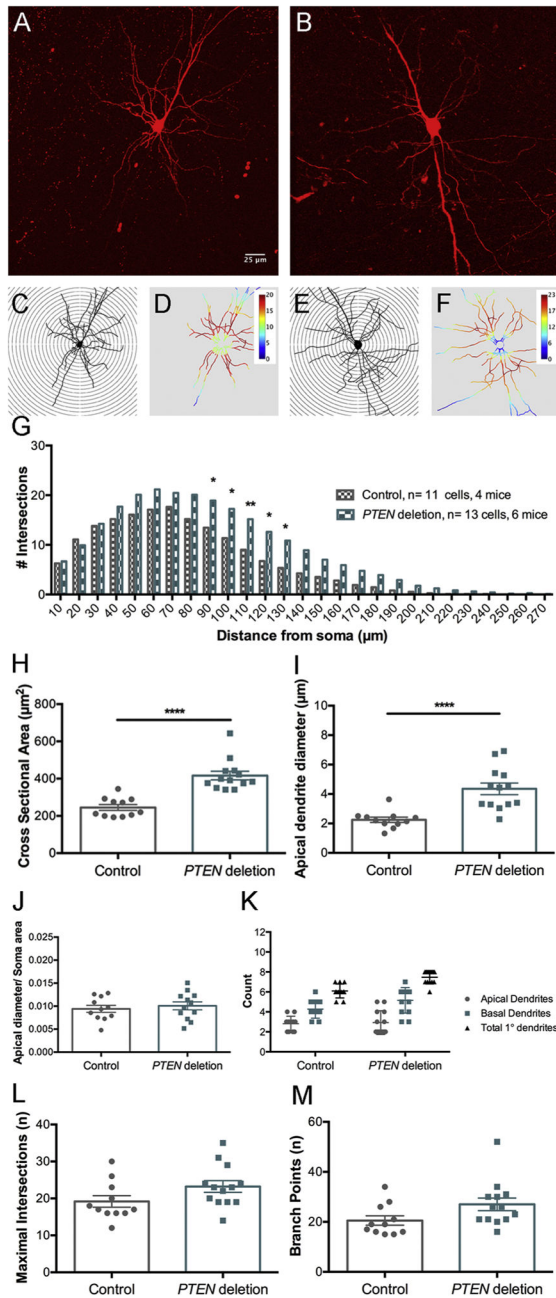 A
B
25 µm
C
D
20
15
10
5
0
E
F
23
18
12
6
0
G
# Intersections
30
20
10
0
* * ** * *
Control, n= 11 cells, 4 mice
PTEN deletion, n= 13 cells, 6 mice
10 20 30 40 50 60 70 80 90 100 110 120 130 140 150 160 170 180 190 200 210 220 230 240 250 260 270
Distance from soma (µm)
H
Cross Sectional Area (µm²)
800
600
400
200
0
****
Control
PTEN deletion
I
Apical dendrite diameter (µm)
10
8
6
4
2
0
****
Control
PTEN deletion
J
Apical diameter/ Soma area
0.025
0.020
0.015
0.010
0.005
0.000
Control
PTEN deletion
K
Count
12
10
8
6
4
2
0
Control
PTEN deletion
Apical Dendrites
Basal Dendrites
Total 1° dendrites
L
Maximal Intersections (n)
40
30
20
10
0
Control
PTEN deletion
M
Branch Points (n)
60
40
20
0
Control
PTEN deletion